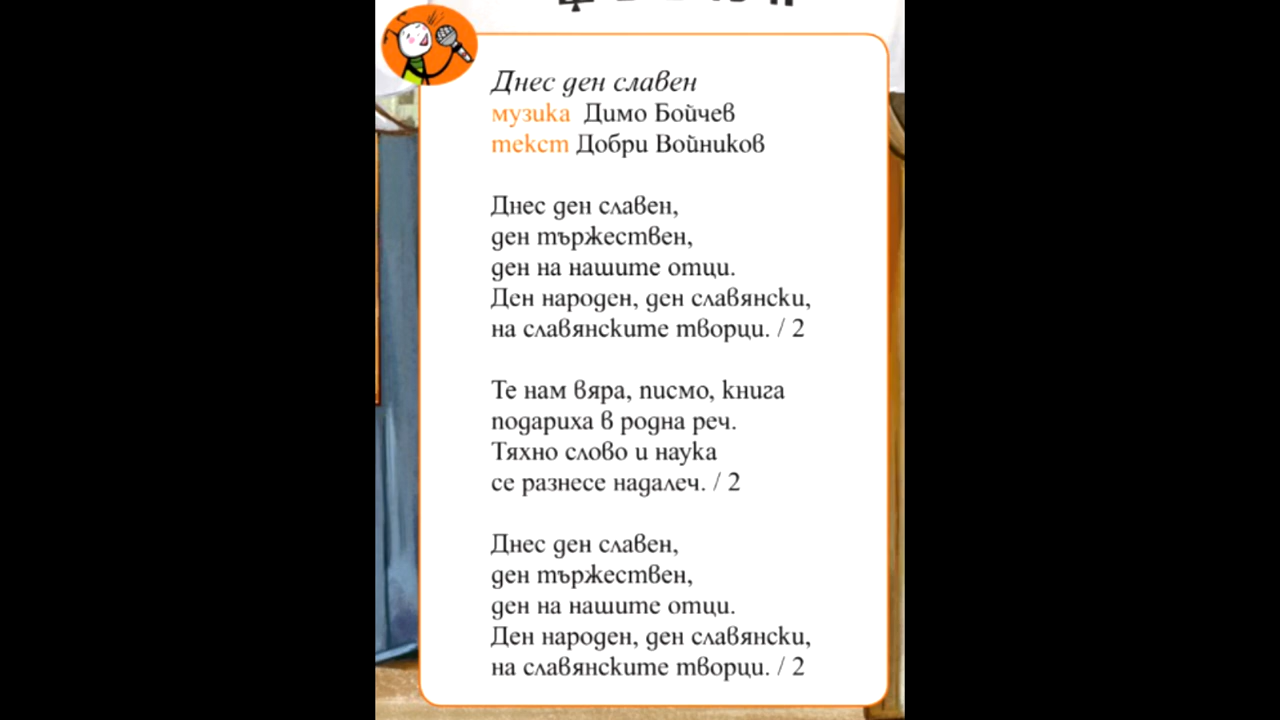 Днес ден славен
музика Димо Бойчев
текст Добри Войников
Днес ден славен,
ден тържествен,
ден на нашите отци.
Ден народен, ден славянски,
на славянските творци. / 2
Те нам вяра, писмо, книга
подариха в родна реч.
Тяхно слово и наука
се разнесе надалеч. / 2
Днес ден славен,
ден тържествен,
ден на нашите отци.
Ден народен, ден славянски,
на славянските творци. / 2